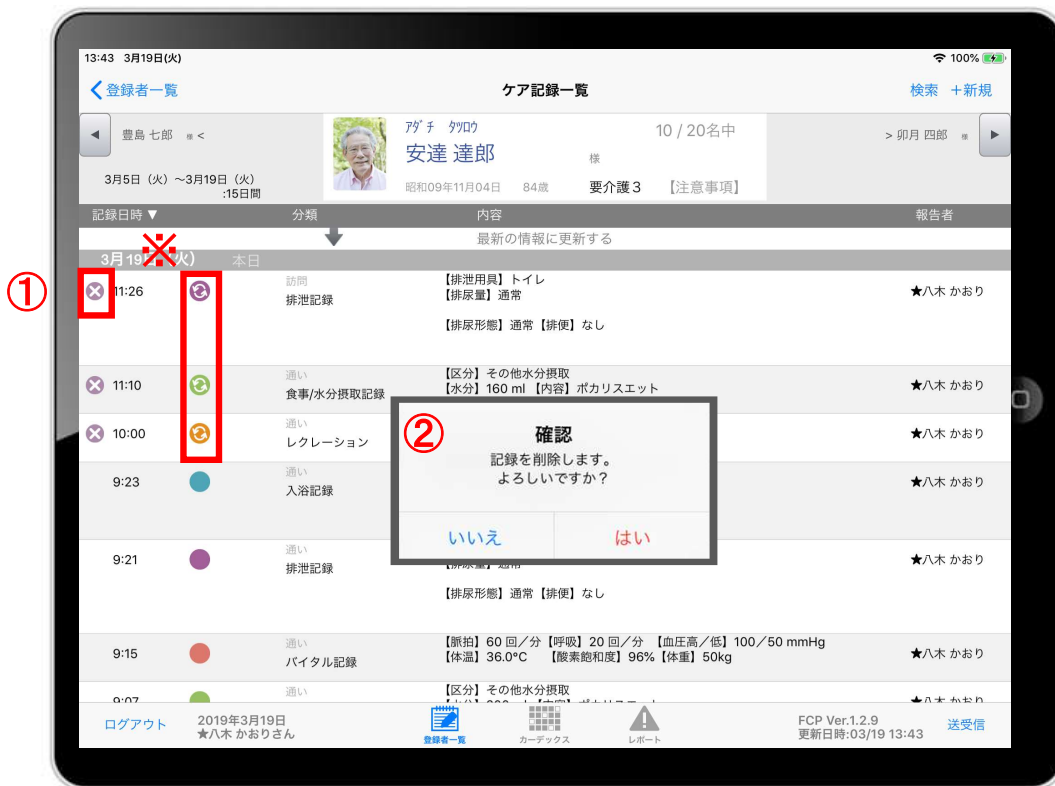 13:43 3月19日(火) 100%
登録者一覧 ケア記録一覧 検索 +新規
アダチ タツロウ 10 / 20名中
豊島 七郎 様 < 安達 達郎 様 > 卯月 四郎 様
3月5日（火）～3月19日（火）
:15日間
昭和09年11月04日 84歳 要介護3 【注意事項】
記録日時 ▼ 分類 内容 報告者
最新の情報に更新する
※
3月19日(火) 本日
①
11:26 訪問 排泄記録 【排泄用具】トイレ ★八木 かおり
【排尿量】通常
【排尿形態】通常【排便】なし
11:10 通い 食事/水分摂取記録 【区分】その他水分摂取 ★八木 かおり
【水分】160 ml 【内容】ポカリスエット
10:00 通い レクレーション ★八木 かおり
②
確認
記録を削除します。
よろしいですか？
いいえ はい
9:23 通い 入浴記録 ★八木 かおり
9:21 通い 排泄記録 ★八木 かおり
【排尿形態】通常【排便】なし
9:15 通い バイタル記録 【脈拍】60 回／分【呼吸】20 回／分 【血圧高／低】100／50 mmHg ★八木 かおり
【体温】36.0°C 【酸素飽和度】96%【体重】50kg
9:07 通い 【区分】その他水分摂取
ログアウト 2019年3月19日
★八木 かおりさん
登録者一覧 カーデックス レポート
FCP Ver.1.2.9
更新日時:03/19 13:43
送受信